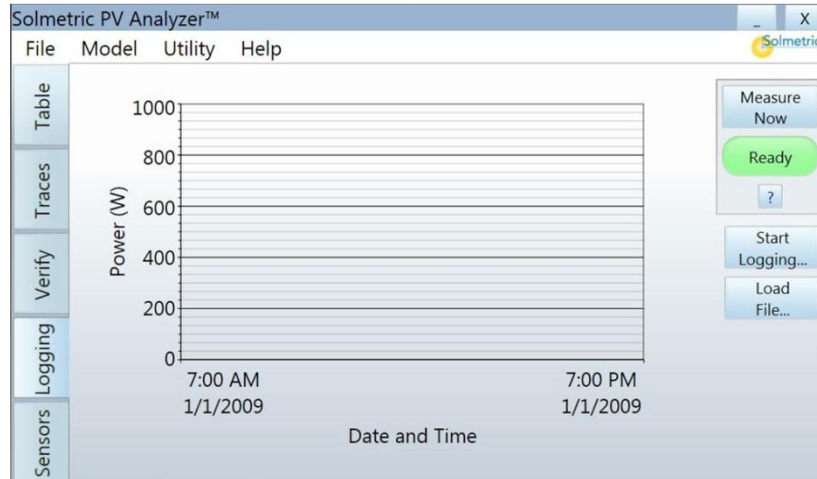 Solmetric PV Analyzer™
_ X
File Model Utility Help
Solmetric
Table
Traces
Verify
Logging
Sensors
1000
800
600
400
200
0
Power (W)
7:00 AM 7:00 PM
1/1/2009 1/1/2009
Date and Time
Measure
Now
Ready
?
Start
Logging...
Load
File...